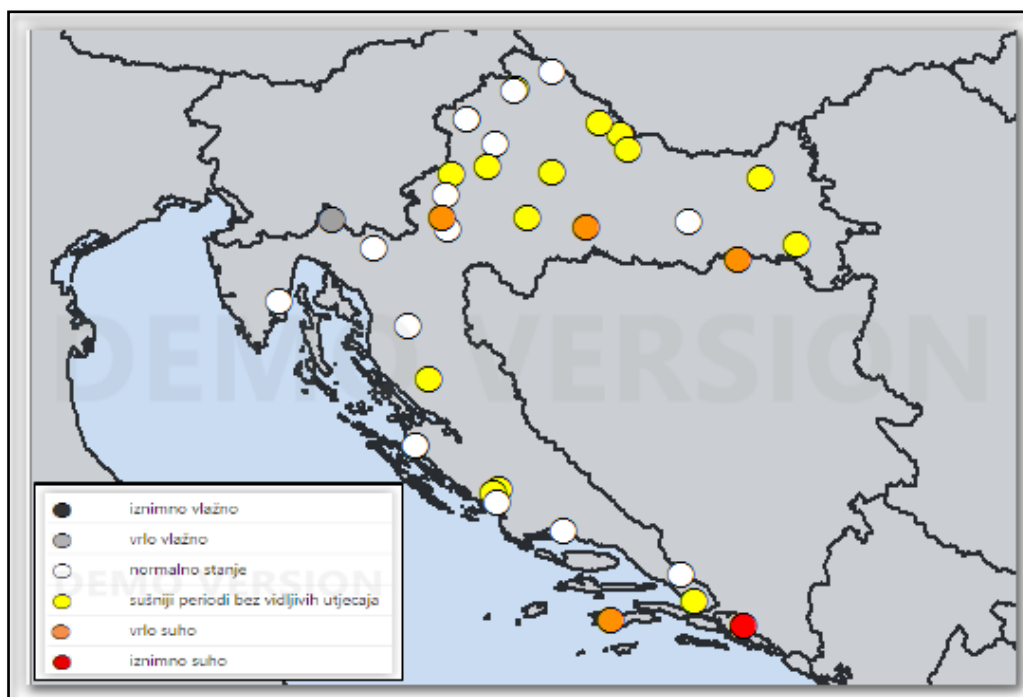 DEMO VERSION
iznimno vlažno
vrlo vlažno
normalno stanje
DEMO VERSION
sušniji periodi bez vidljivih utjecaja
vrlo suho
iznimno suho